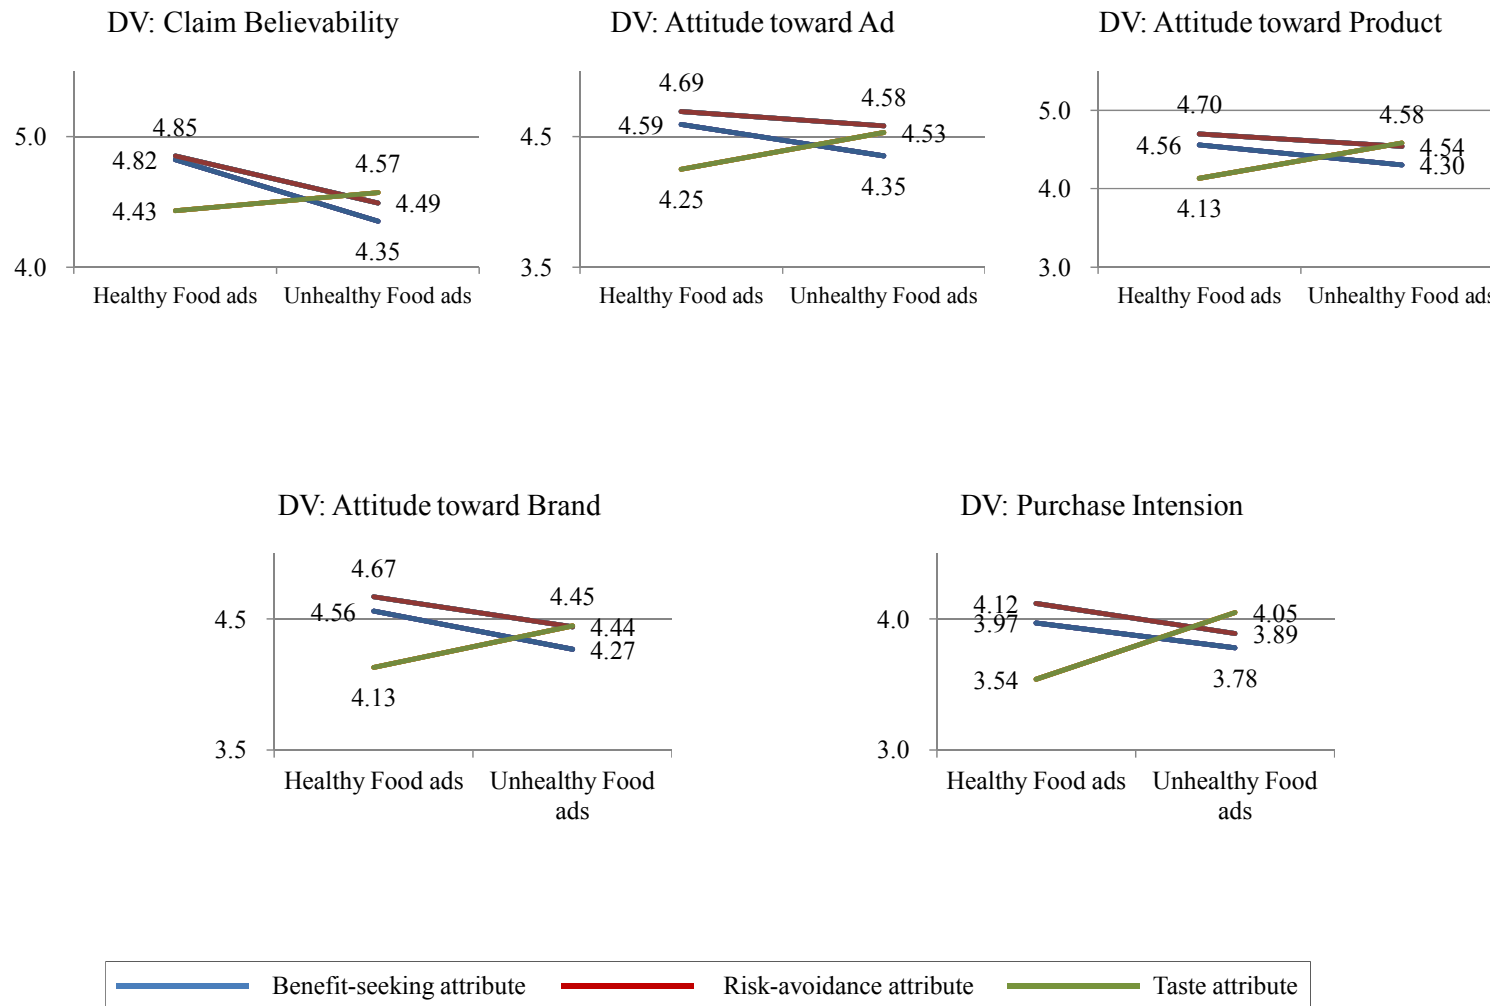 DV: Claim Believability
5.0
4.0
4.85
4.82
4.43
4.57
4.49
4.35
Healthy Food ads
Unhealthy Food ads
DV: Attitude toward Ad
4.5
3.5
4.69
4.59
4.25
4.58
4.53
4.35
Healthy Food ads
Unhealthy Food ads
DV: Attitude toward Product
5.0
4.0
3.0
4.70
4.56
4.13
4.58
4.54
4.30
Healthy Food ads
Unhealthy Food ads
DV: Attitude toward Brand
4.5
3.5
4.67
4.56
4.13
4.45
4.44
4.27
Healthy Food ads
Unhealthy Food
ads
DV: Purchase Intension
4.0
3.0
4.12
3.97
3.54
4.05
3.89
3.78
Healthy Food ads
Unhealthy Food
ads
Benefit-seeking attribute
Risk-avoidance attribute
Taste attribute